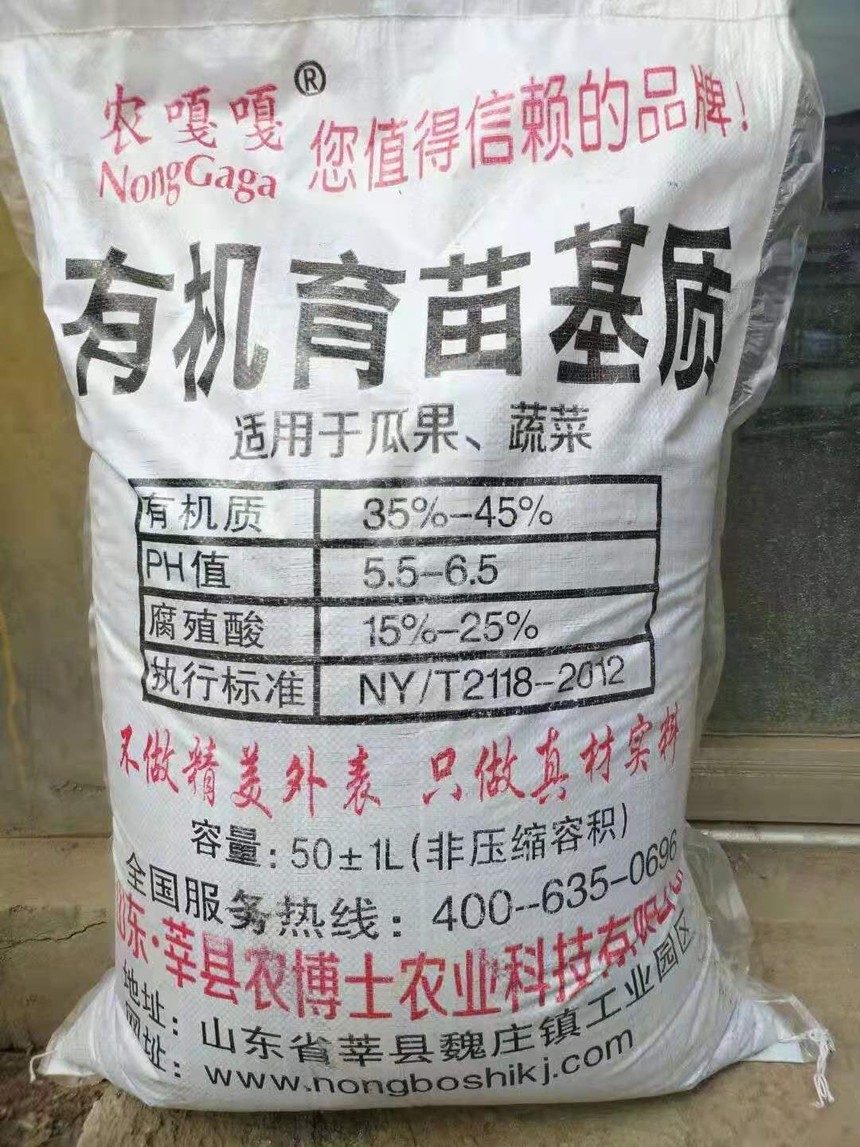 农嘎嘎® 您值得信赖的品牌!
NongGaga
有机育苗基质
适用于瓜果、蔬菜
有机质 35%-45%
PH值 5.5-6.5
腐殖酸 15%-25%
执行标准 NY/T2118-2012
不做精美外表 只做真材实料
容量:50±1L(非压缩容积)
全国服务热线:400--635-0696
山东·莘县农博士农业科技有限公司
地址:山东省莘县魏庄镇工业园区
网址:www.nongboshikj.com